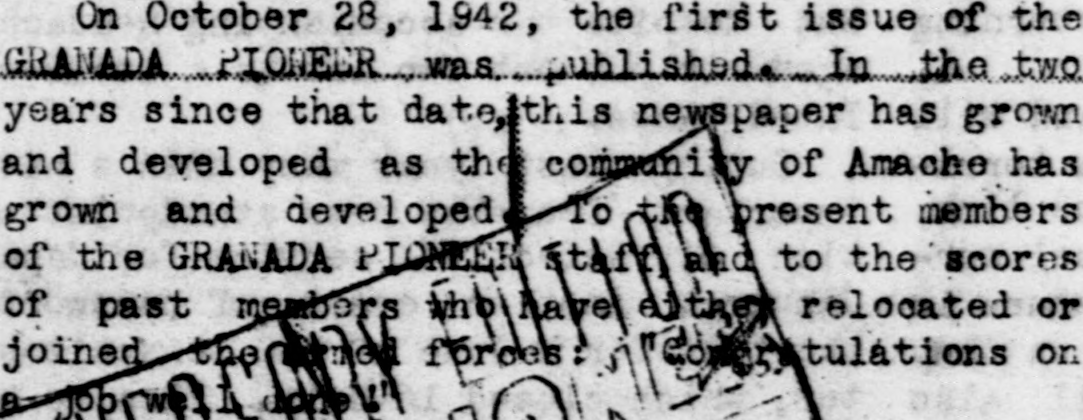 On October 28, 1942, the first issue of the
GRANADA PIONEER was published. In the two
years since that date, this newspaper has grown
and developed as the community of Amache has
grown and developed. To the present members
of the GRANADA PIONEER staff and to the scores
of past members who have either relocated or
joined the armed forces: "Congratulations on
a job well done!"